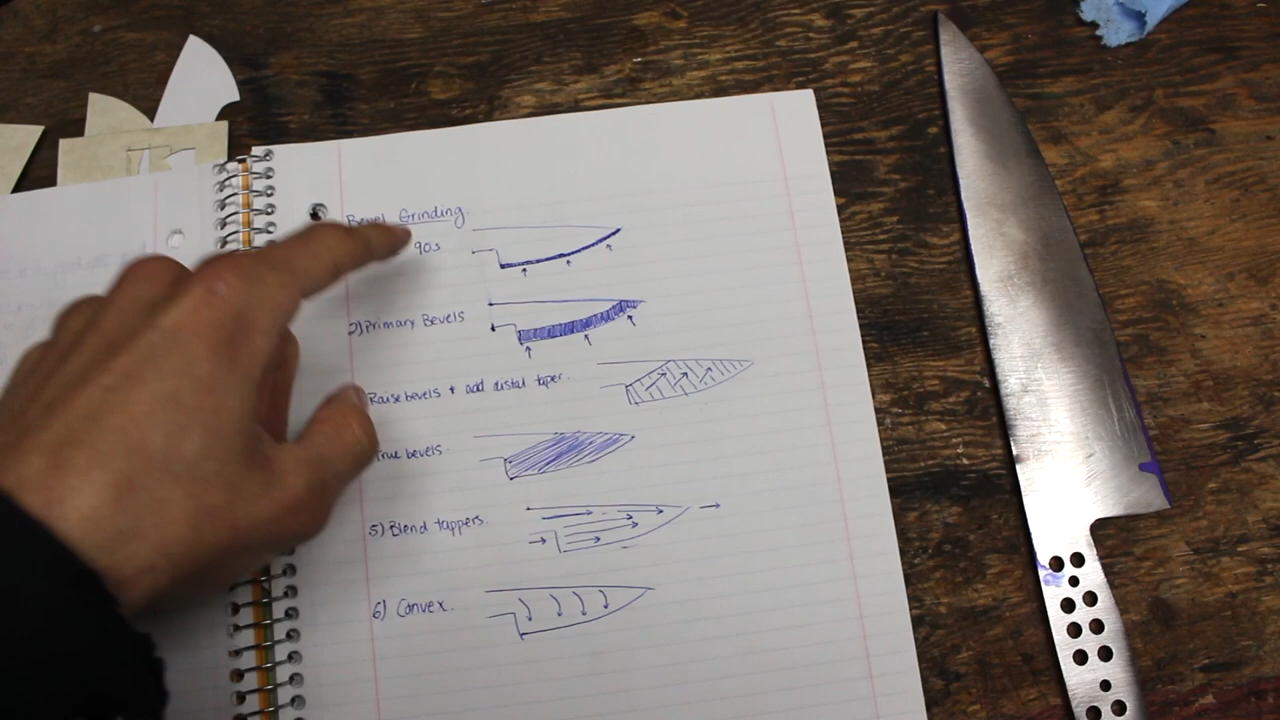 Bevel Grinding.
90s
2) Primary Bevels
Raise bevels + add distal taper.
True bevels.
5) Blend tappers.
6) Convex.